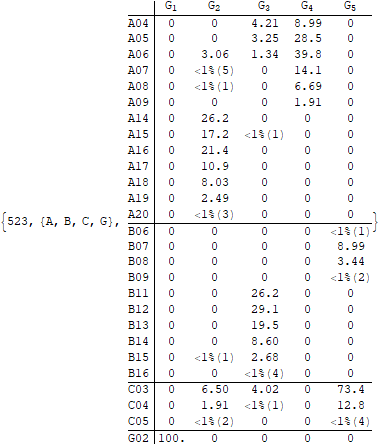 G1 G2 G3 G4 G5
A04 0 0 4.21 8.99 0
A05 0 0 3.25 28.5 0
A06 0 3.06 1.34 39.8 0
A07 0 <1%(5) 0 14.1 0
A08 0 <1%(1) 0 6.69 0
A09 0 0 0 1.91 0
A14 0 26.2 0 0 0
A15 0 17.2 <1%(1) 0 0
A16 0 21.4 0 0 0
A17 0 10.9 0 0 0
A18 0 8.03 0 0 0
A19 0 2.49 0 0 0
A20 0 <1%(3) 0 0 0
{523, {A, B, C, G}, }
B06 0 0 0 0 <1%(1)
B07 0 0 0 0 8.99
B08 0 0 0 0 3.44
B09 0 0 0 0 <1%(2)
B11 0 0 26.2 0 0
B12 0 0 29.1 0 0
B13 0 0 19.5 0 0
B14 0 0 8.60 0 0
B15 0 <1%(1) 2.68 0 0
B16 0 0 <1%(4) 0 0
C03 0 6.50 4.02 0 73.4
C04 0 1.91 <1%(1) 0 12.8
C05 0 <1%(2) 0 0 <1%(4)
G02 100. 0 0 0 0